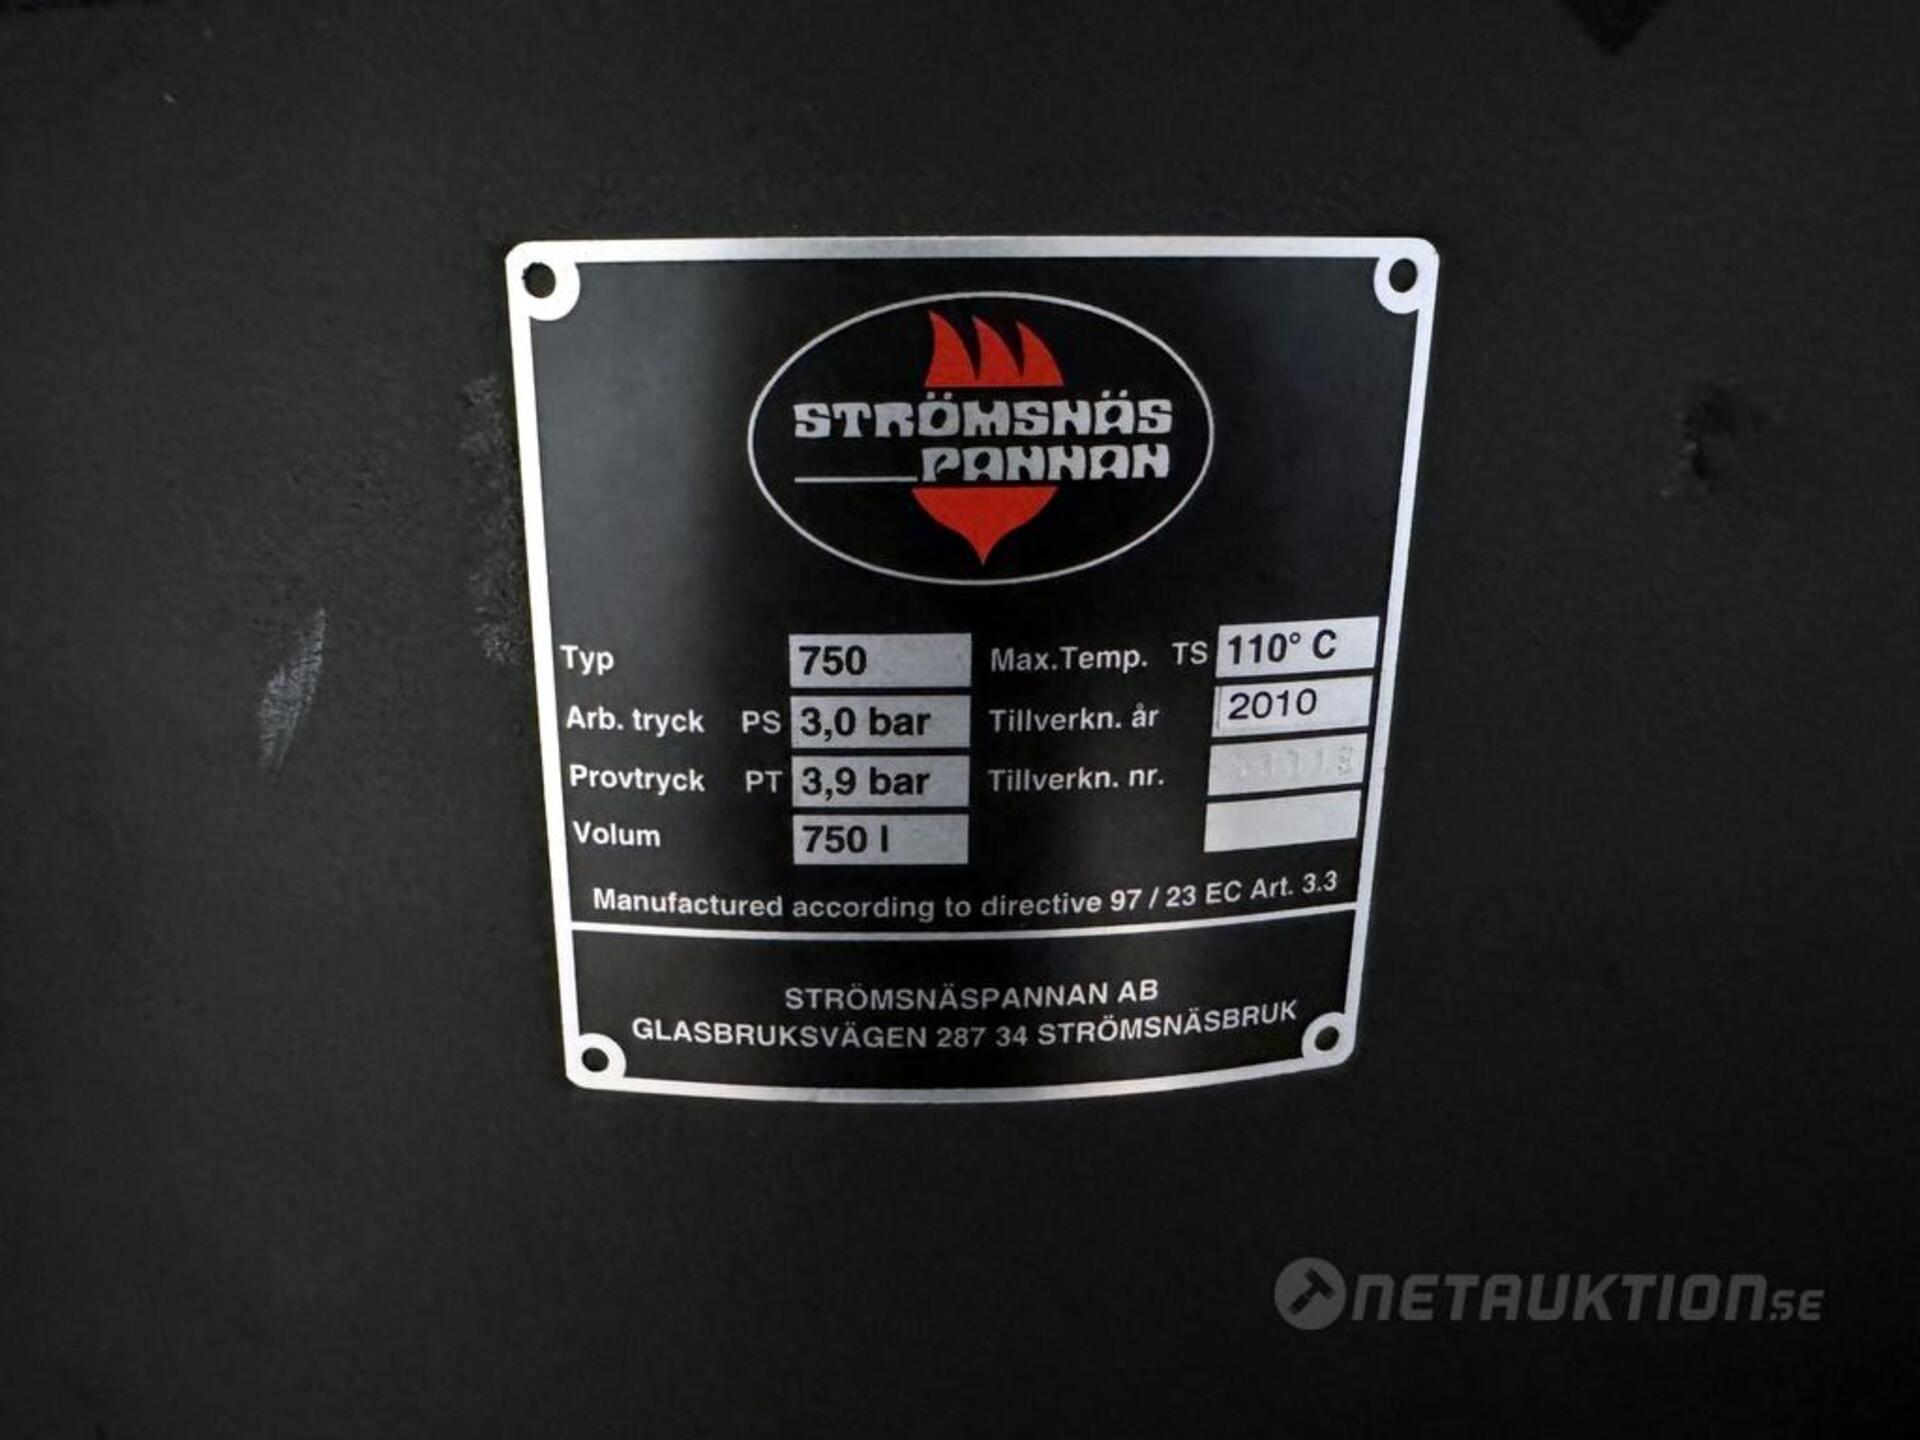 STRÖMSNÄS
PANNAN
Typ 750 Max.Temp. TS 110° C
Arb. tryck PS 3,0 bar Tillverkn. år 2010
Provtryck PT 3,9 bar Tillverkn. nr.
Volum 750 l
Manufactured according to directive 97 / 23 EC Art. 3.3
STRÖMSNÄSPANNAN AB
GLASBRUKSVÄGEN 287 34 STRÖMSNÄSBRUK
NETAUKTION.SE